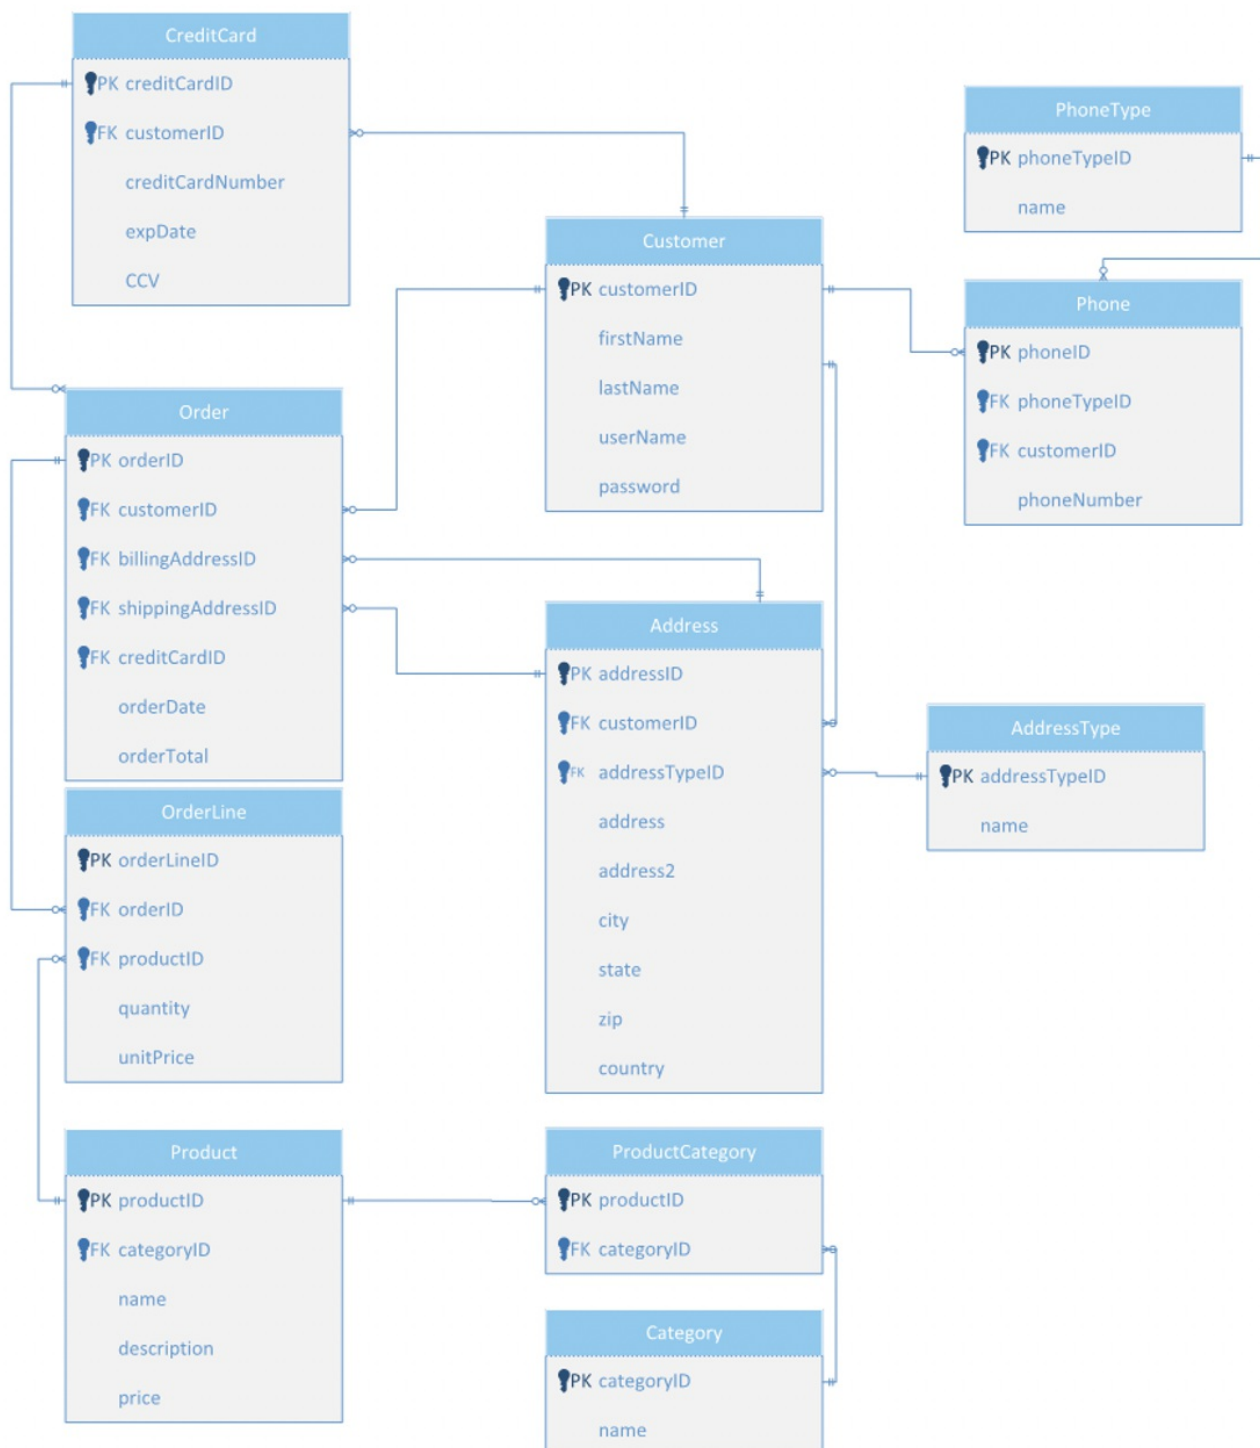 CreditCard
PK creditCardID
FK customerID
creditCardNumber
expDate
CCV
PhoneType
PK phoneTypeID
name
Customer
PK customerID
firstName
lastName
userName
password
Phone
PK phoneID
FK phoneTypeID
FK customerID
phoneNumber
Order
PK orderID
FK customerID
FK billingAddressID
FK shippingAddressID
FK creditCardID
orderDate
orderTotal
Address
PK addressID
FK customerID
FK addressTypeID
address
address2
city
state
zip
country
AddressType
PK addressTypeID
name
OrderLine
PK orderLineID
FK orderID
FK productID
quantity
unitPrice
Product
PK productID
FK categoryID
name
description
price
ProductCategory
PK productID
FK categoryID
Category
PK categoryID
name